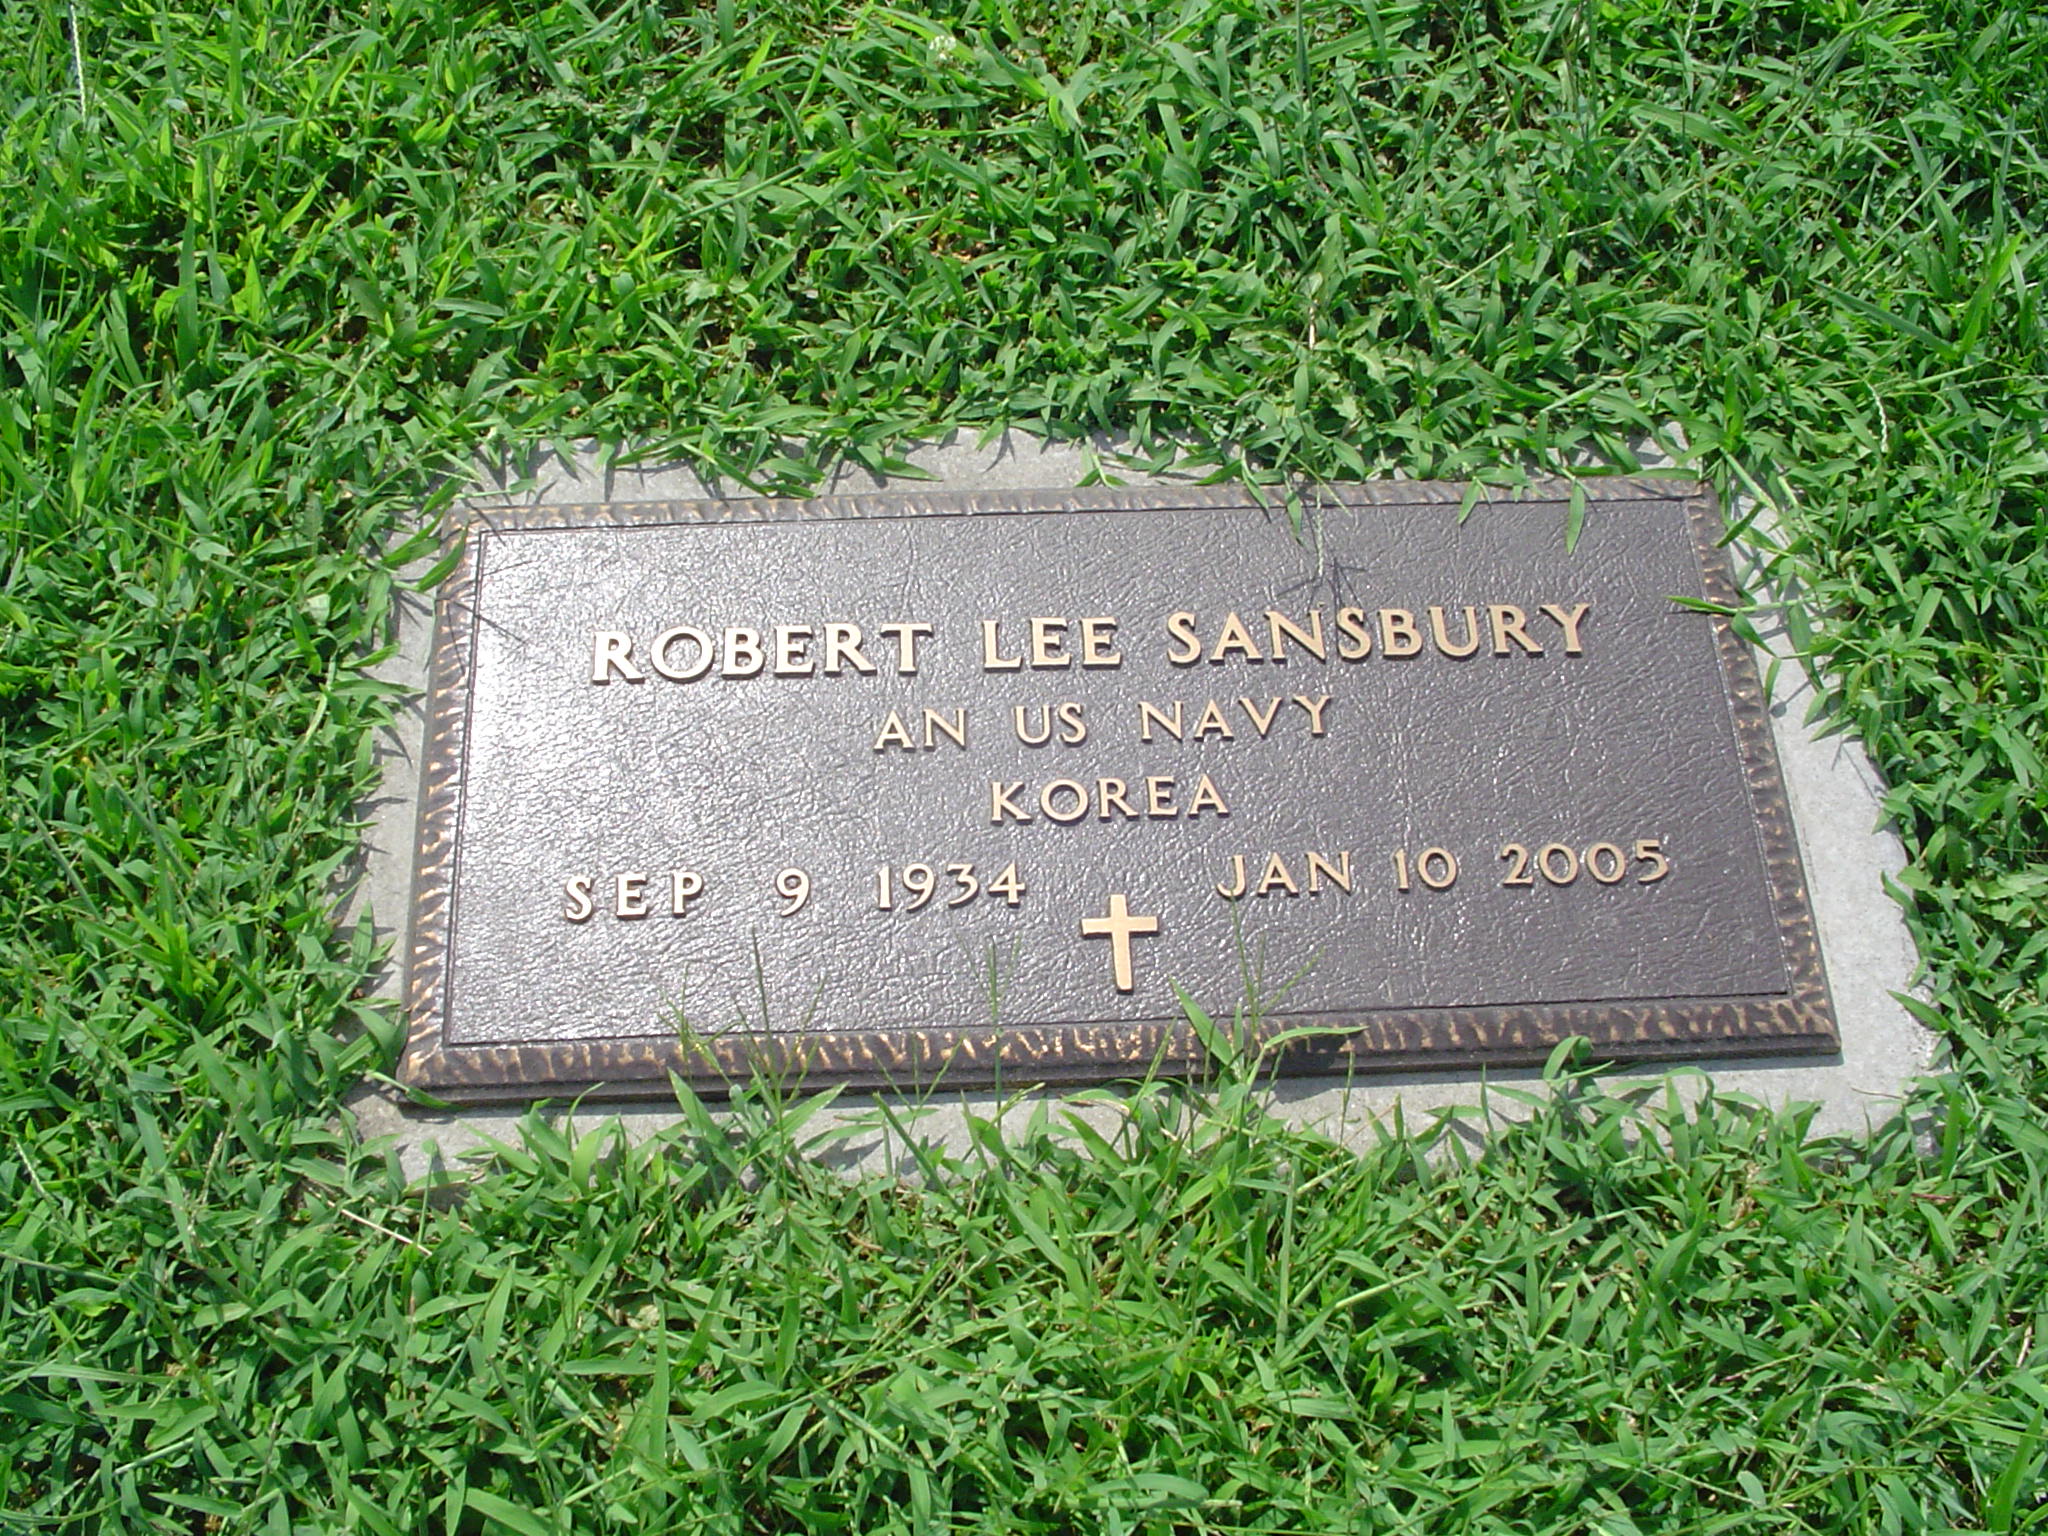 ROBERT LEE SANSBURY
AN US NAVY
KOREA
SEP 9 1934 JAN 10 2005